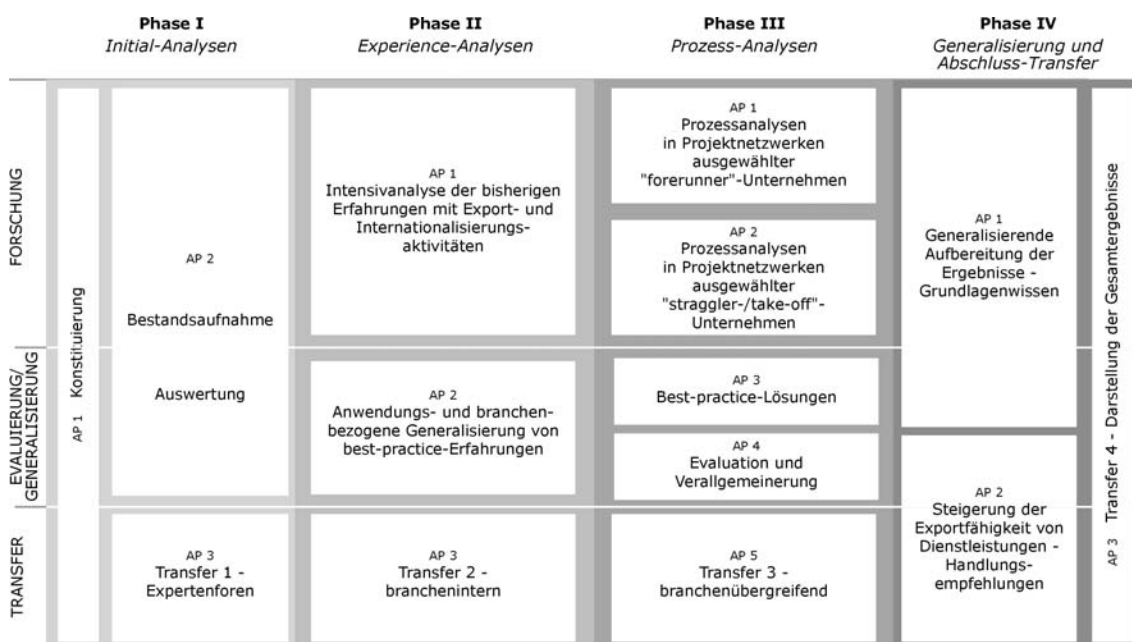 Phase I
Initial-Analysen
Phase II
Experience-Analysen
Phase III
Prozess-Analysen
Phase IV
Generalisierung und
Abschluss-Transfer
FORSCHUNG
EVALUIERUNG/
GENERALISIERUNG
TRANSFER
AP 1 Konstituierung
AP 2
Bestandsaufnahme
Auswertung
AP 3
Transfer 1 -
Expertenforen
AP 1
Intensivanalyse der bisherigen
Erfahrungen mit Export- und
Internationalisierungs-
aktivitäten
AP 2
Anwendungs- und branchen-
bezogene Generalisierung von
best-practice-Erfahrungen
AP 3
Transfer 2 -
branchenintern
AP 1
Prozessanalysen
in Projektnetzwerken
ausgewählter
"forerunner"-Unternehmen
AP 2
Prozessanalysen
in Projektnetzwerken
ausgewählter
"straggler-/take-off"-
Unternehmen
AP 3
Best-practice-Lösungen
AP 4
Evaluation und
Verallgemeinerung
AP 5
Transfer 3 -
branchenübergreifend
AP 1
Generalisierende
Aufbereitung der
Ergebnisse -
Grundlagenwissen
AP 2
Steigerung der
Exportfähigkeit von
Dienstleistungen -
Handlungs-
empfehlungen
AP 3 Transfer 4 - Darstellung der Gesamtergebnisse